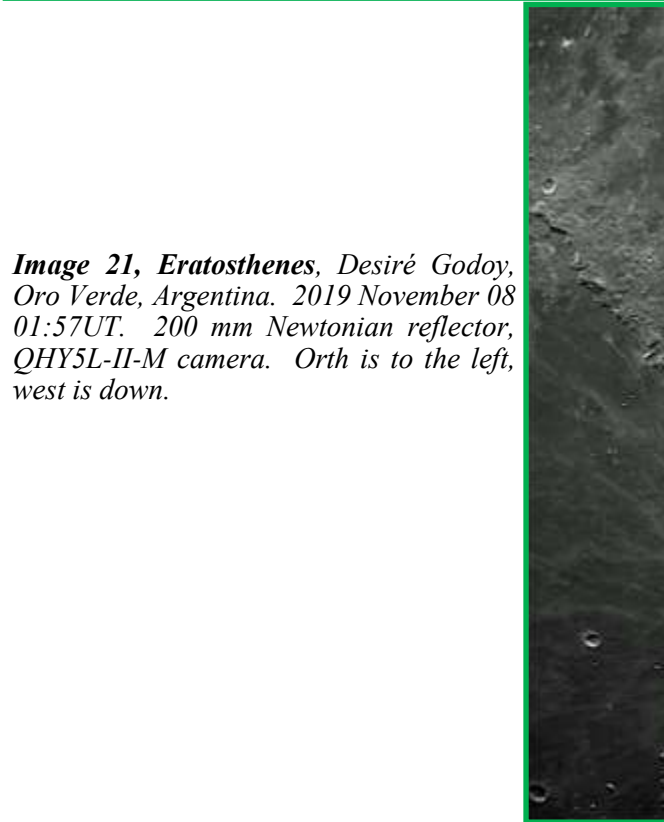 Image 21, Eratosthenes, Desiré Godoy,
Oro Verde, Argentina. 2019 November 08
01:57UT. 200 mm Newtonian reflector,
QHY5L-II-M camera. Orth is to the left,
west is down.